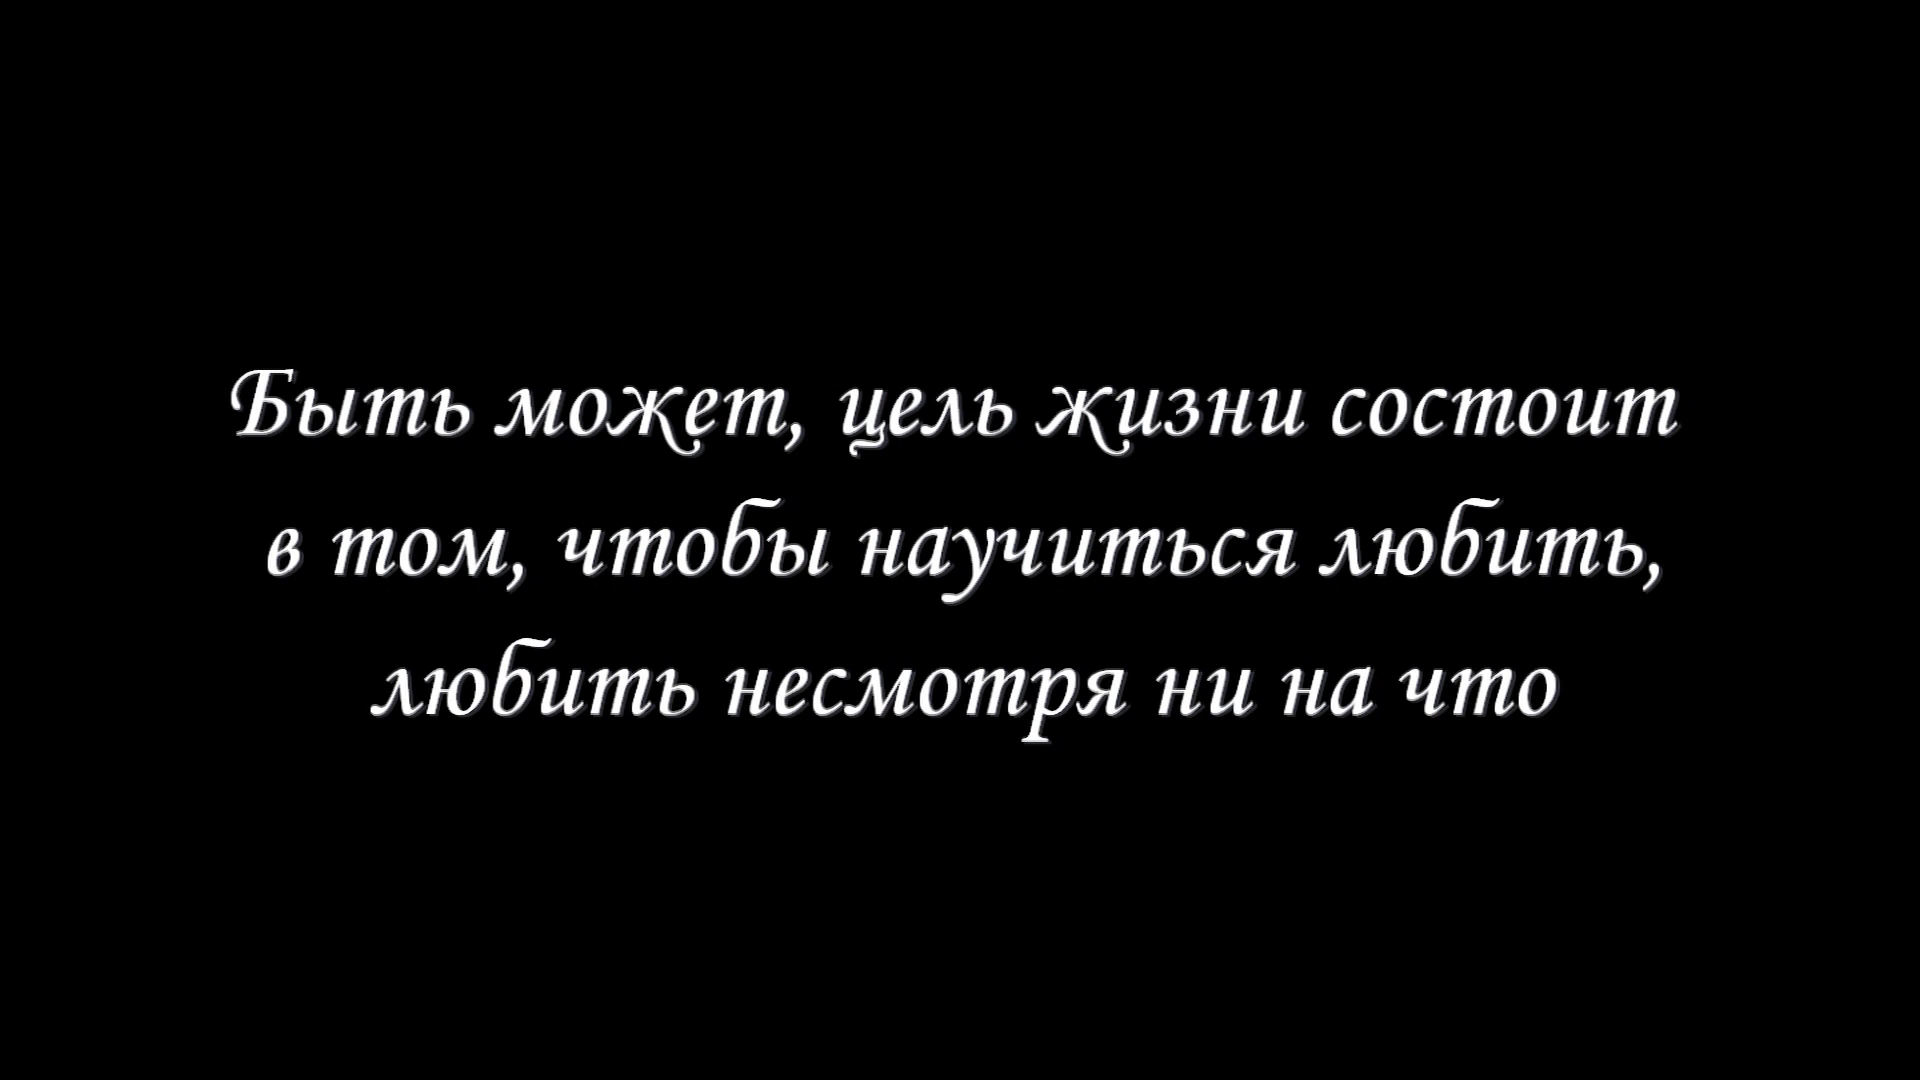 Быть может, цель жизни состоит
в том, чтобы научиться любить,
любить несмотря ни на что